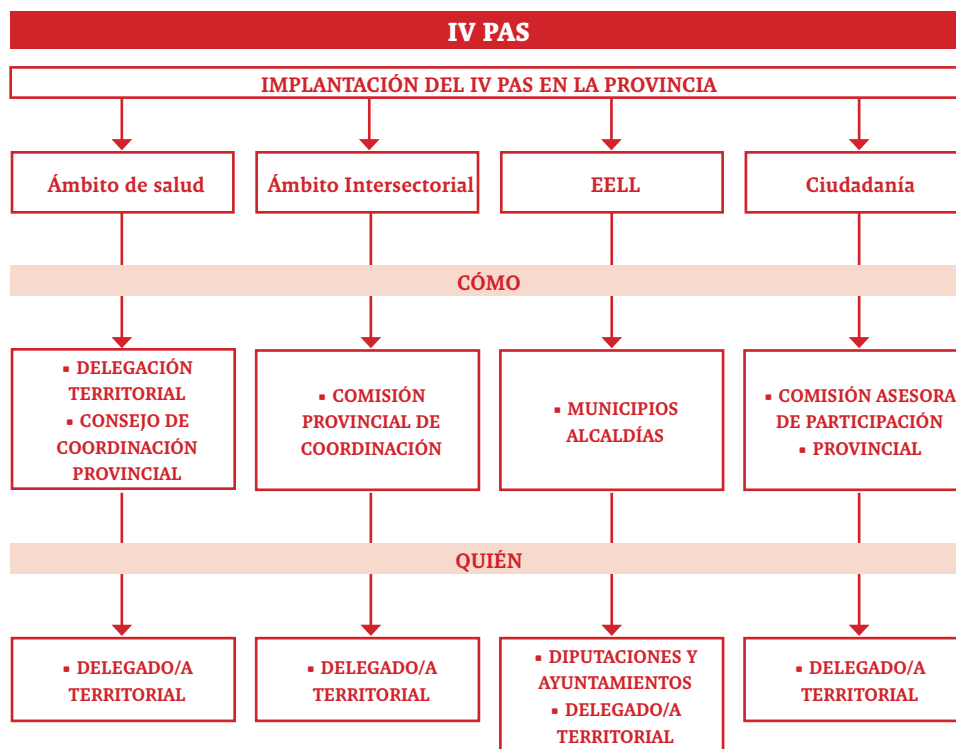 IV PAS
IMPLANTACIÓN DEL IV PAS EN LA PROVINCIA
Ámbito de salud
Ámbito Intersectorial
EELL
Ciudadanía
CÓMO
▪ DELEGACIÓN
TERRITORIAL
▪ CONSEJO DE
COORDINACIÓN
PROVINCIAL
▪ COMISIÓN
PROVINCIAL DE
COORDINACIÓN
▪ MUNICIPIOS
ALCALDÍAS
▪ COMISIÓN ASESORA
DE PARTICIPACIÓN
▪ PROVINCIAL
QUIÉN
▪ DELEGADO/A
TERRITORIAL
▪ DELEGADO/A
TERRITORIAL
▪ DIPUTACIONES Y
AYUNTAMIENTOS
▪ DELEGADO/A
TERRITORIAL
▪ DELEGADO/A
TERRITORIAL